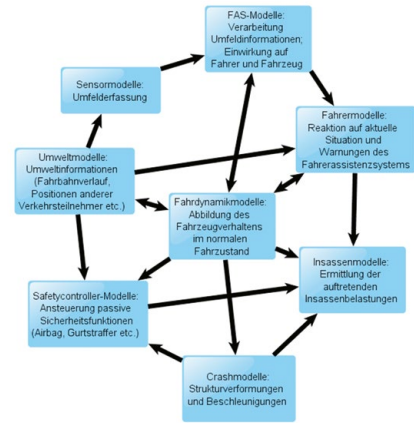 FAS-Modelle:
Verarbeitung
Umfeldinformationen;
Einwirkung auf
Fahrer und Fahrzeug
Sensormodelle:
Umfelderfassung
Fahrermodelle:
Reaktion auf aktuelle
Situation und
Warnungen des
Fahrerassistenzsystems
Umweltmodelle:
Umweltinformationen
(Fahrbahnverlauf,
Positionen anderer
Verkehrsteilnehmer etc.)
Fahrdynamikmodelle:
Abbildung des
Fahrzeugverhaltens
im normalen
Fahrzustand
Insassenmodelle:
Ermittlung der
auftretenden
Insassenbelastungen
Safetycontroller-Modelle:
Ansteuerung passive
Sicherheitsfunktionen
(Airbag, Gurtstraffer etc.)
Crashmodelle:
Strukturverformungen
und Beschleunigungen